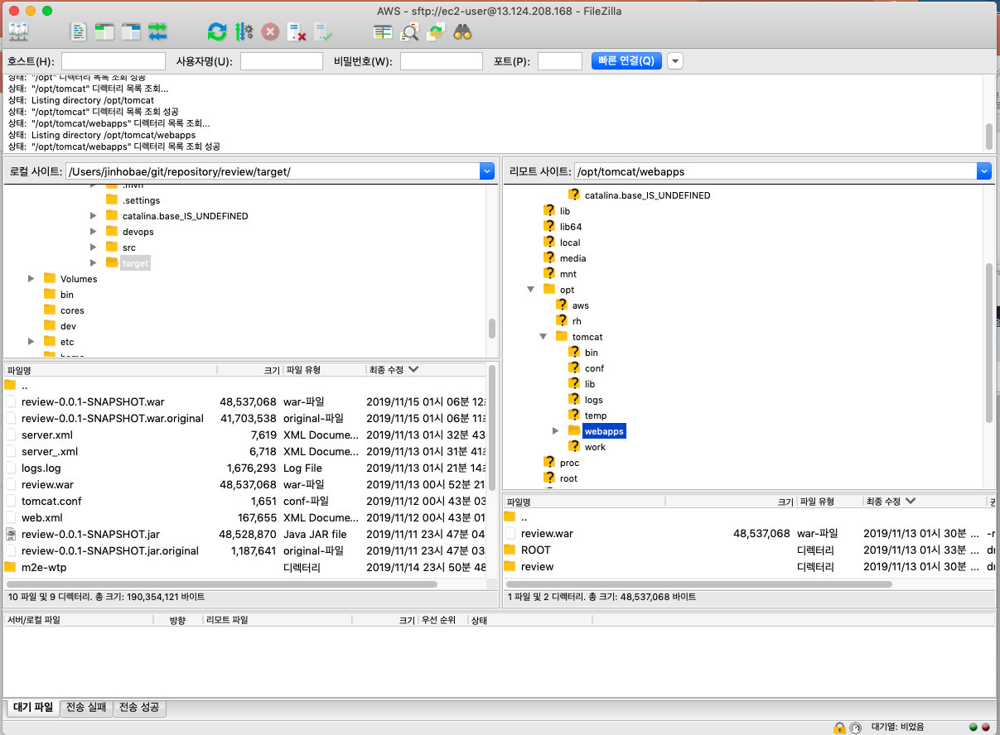 AWS - sftp://ec2-user@13.124.208.168 - FileZilla
호스트(H): 사용자명(U): 비밀번호(W): 포트(P): 빠른 연결(Q)
상태: "/opt" 디렉터리 목록 조회 성공
상태: "/opt/tomcat" 디렉터리 목록 조회...
상태: Listing directory /opt/tomcat
상태: "/opt/tomcat" 디렉터리 목록 조회 성공
상태: "/opt/tomcat/webapps" 디렉터리 목록 조회...
상태: Listing directory /opt/tomcat/webapps
상태: "/opt/tomcat/webapps" 디렉터리 목록 조회 성공
로컬 사이트: /Users/jinhobae/git/repository/review/target/
.mvn
.settings
catalina.base_IS_UNDEFINED
devops
src
target
Volumes
bin
cores
dev
etc
home
파일명 크기 파일 유형 최종 수정
..
review-0.0.1-SNAPSHOT.war 48,537,068 war-파일 2019/11/15 01시 06분 12초
review-0.0.1-SNAPSHOT.war.original 41,703,538 original-파일 2019/11/15 01시 06분 11초
server.xml 7,619 XML Docume... 2019/11/13 01시 32분 43
server_.xml 6,718 XML Docume... 2019/11/13 01시 31분 41초
logs.log 1,676,293 Log File 2019/11/13 01시 21분 14초
review.war 48,537,068 war-파일 2019/11/13 00시 52분 21
tomcat.conf 1,651 conf-파일 2019/11/12 00시 43분 03
web.xml 167,655 XML Docume... 2019/11/12 00시 43분 01
review-0.0.1-SNAPSHOT.jar 48,528,870 Java JAR file 2019/11/11 23시 47분 04
review-0.0.1-SNAPSHOT.jar.original 1,187,641 original-파일 2019/11/11 23시 47분 03
m2e-wtp 디렉터리 2019/11/14 23시 50분 48
10 파일 및 9 디렉터리. 총 크기: 190,354,121 바이트
리모트 사이트: /opt/tomcat/webapps
catalina.base_IS_UNDEFINED
lib
lib64
local
media
mnt
opt
aws
rh
tomcat
bin
conf
lib
logs
temp
webapps
work
proc
root
파일명 크기 파일 유형 최종 수정
..
review.war 48,537,068 war-파일 2019/11/13 01시 30분 ... -r
ROOT 디렉터리 2019/11/13 01시 33분 ... dr
review 디렉터리 2019/11/13 01시 30분 ... dr
1 파일 및 2 디렉터리. 총 크기: 48,537,068 바이트
서버/로컬 파일 방향 리모트 파일 크기 우선 순위 상태
대기 파일 전송 실패 전송 성공
대기열: 비었음